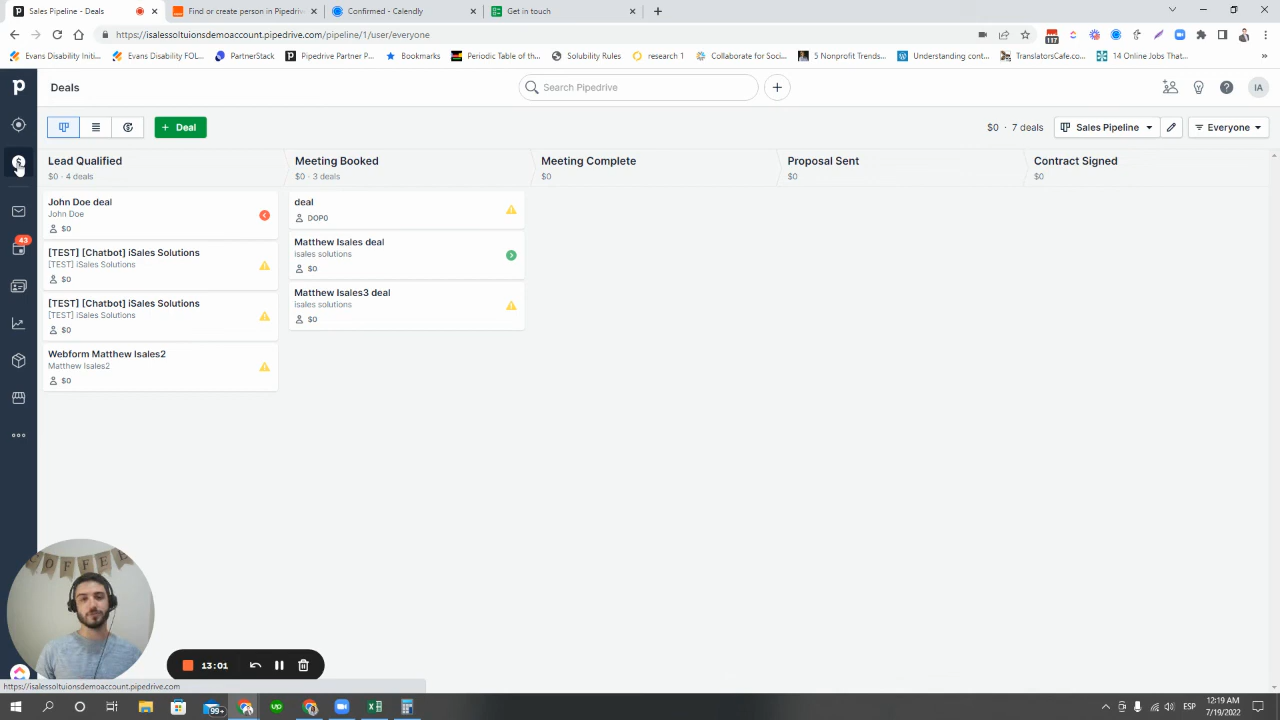 Sales Pipeline - Deals
Find or create person in Pipedriv
Confirmed - Calendly
Get in touch
https://isalessoltuionsdemoaccount.pipedrive.com/pipeline/1/user/everyone
117
Evans Disability Initi...
Evans Disability FOL...
PartnerStack
Pipedrive Partner P...
Bookmarks
Periodic Table of th...
Solubility Rules
research 1
Collaborate for Soci...
5 Nonprofit Trends...
Understanding cont...
TranslatorsCafe.co...
14 Online Jobs That...
»
p
Deals
Search Pipedrive
IA
+ Deal
$0 · 7 deals
Sales Pipeline
Everyone
Lead Qualified
$0 · 4 deals
Meeting Booked
$0 · 3 deals
Meeting Complete
$0
Proposal Sent
$0
Contract Signed
$0
John Doe deal
John Doe
$0
[TEST] [Chatbot] iSales Solutions
[TEST] iSales Solutions
$0
[TEST] [Chatbot] iSales Solutions
[TEST] iSales Solutions
$0
Webform Matthew Isales2
Matthew Isales2
$0
deal
DOP0
Matthew Isales deal
isales solutions
$0
Matthew Isales3 deal
isales solutions
$0
43
COFFEE
13:01
https://isalessoltuionsdemoaccount.pipedrive.com
99+
up
ESP
12:19 AM
7/19/2022